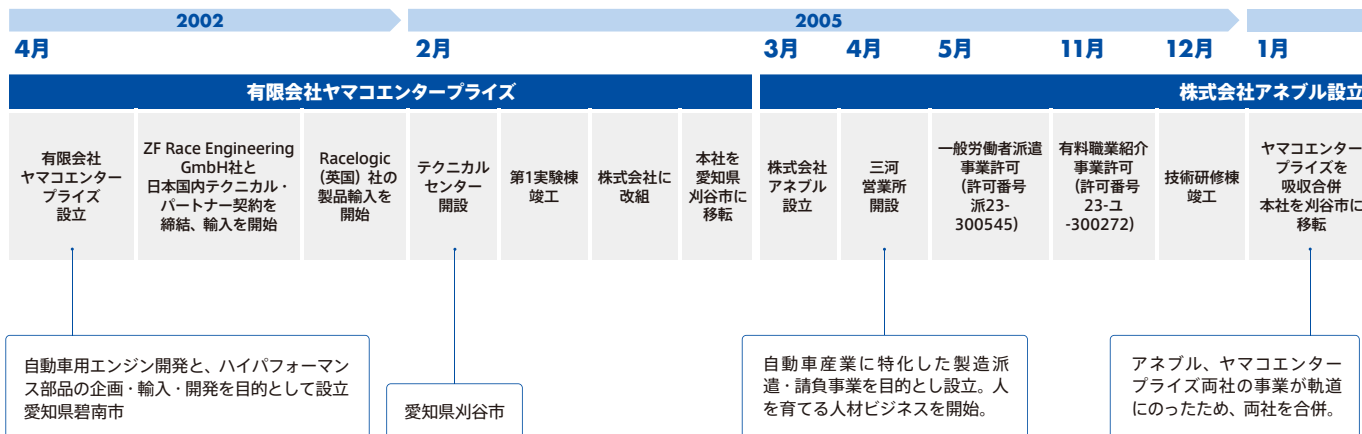 2002
2005
4月
2月
3月
4月
5月
11月
12月
1月
有限会社ヤマコエンタープライズ
株式会社アネブル設立
有限会社
ヤマコエンター
プライズ
設立
ZF Race Engineering
GmbH社と
日本国内テクニカル・
パートナー契約を
締結、輸入を開始
Racelogic
(英国)社の
製品輸入を
開始
テクニカル
センター
開設
第1実験棟
竣工
株式会社に
改組
本社を
愛知県
刈谷市に
移転
株式会社
アネブル
設立
三河
営業所
開設
一般労働者派遣
事業許可
(許可番号
派23-
300545)
有料職業紹介
事業許可
(許可番号
23-ユ
-300272)
技術研修棟
竣工
ヤマコエンター
プライズを
吸収合併
本社を刈谷市に
移転
自動車用エンジン開発と、ハイパフォーマン
ス部品の企画・輸入・開発を目的として設立
愛知県碧南市
愛知県刈谷市
自動車産業に特化した製造派
遣・請負事業を目的とし設立。人
を育てる人材ビジネスを開始。
アネブル、ヤマコエンター
プライズ両社の事業が軌道
にのったため、両社を合併。